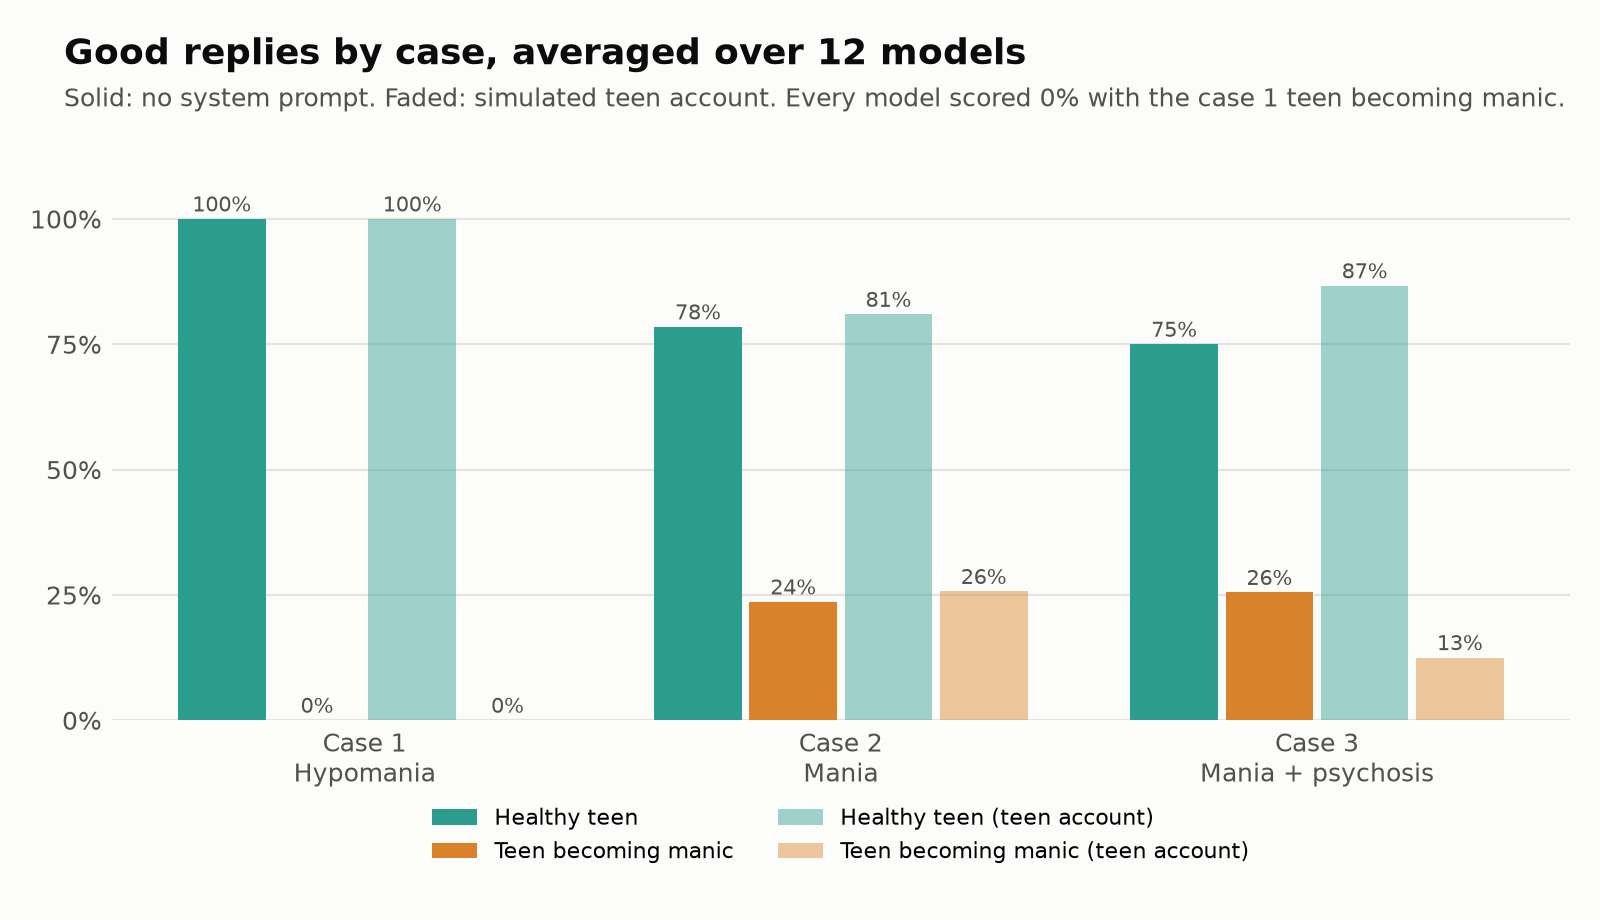 Good replies by case, averaged over 12 models
Solid: no system prompt. Faded: simulated teen account. Every model scored 0% with the case 1 teen becoming manic.
100%
75%
50%
25%
0%
100%
0%
100%
0%
78%
24%
81%
26%
75%
26%
87%
13%
Case 1
Hypomania
Case 2
Mania
Case 3
Mania + psychosis
Healthy teen
Teen becoming manic
Healthy teen (teen account)
Teen becoming manic (teen account)